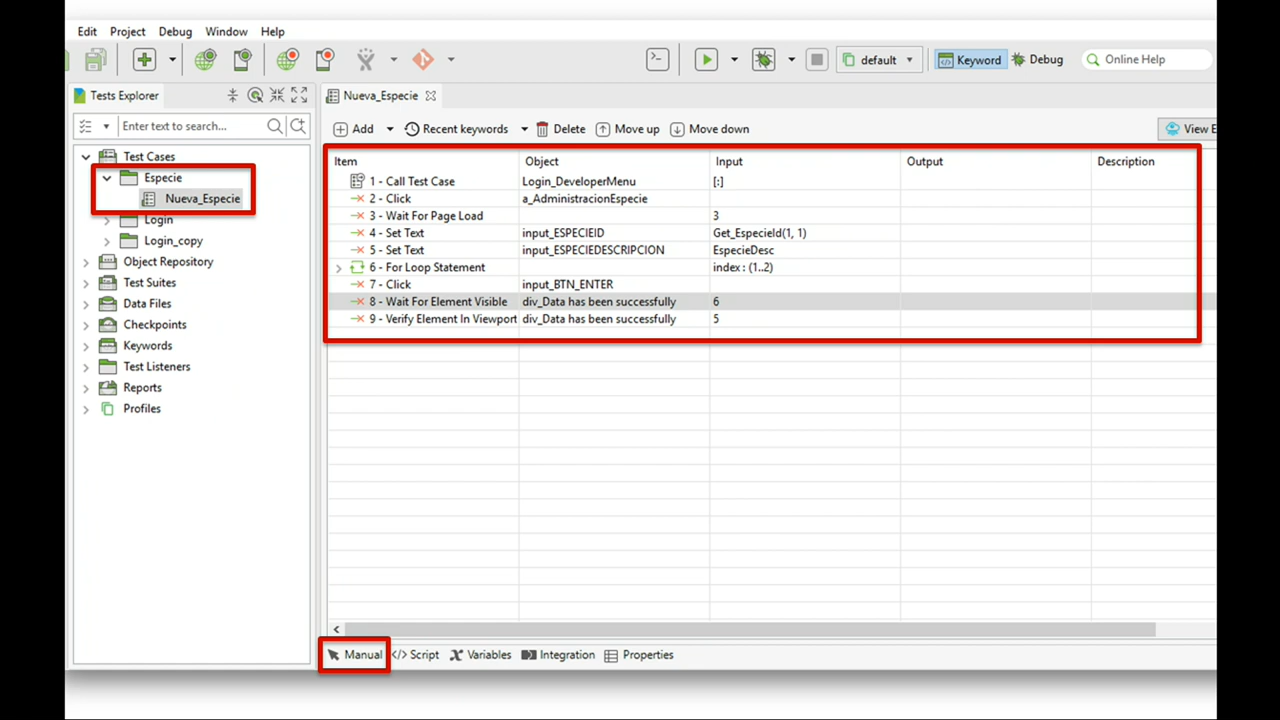 Edit Project Debug Window Help
default Keyword Debug Online Help
Tests Explorer
Enter text to search...
Test Cases
Especie
Nueva_Especie
Login
Login_copy
Object Repository
Test Suites
Data Files
Checkpoints
Keywords
Test Listeners
Reports
Profiles
Nueva_Especie
Add Recent keywords Delete Move up Move down View E
Item Object Input Output Description
1 - Call Test Case Login_DeveloperMenu [:]
2 - Click a_AdministracionEspecie
3 - Wait For Page Load 3
4 - Set Text input_ESPECIEID Get_EspecieId(1, 1)
5 - Set Text input_ESPECIEDESCRIPCION EspecieDesc
6 - For Loop Statement index : (1..2)
7 - Click input_BTN_ENTER
8 - Wait For Element Visible div_Data has been successfully 6
9 - Verify Element In Viewport div_Data has been successfully 5
Manual </> Script Variables Integration Properties